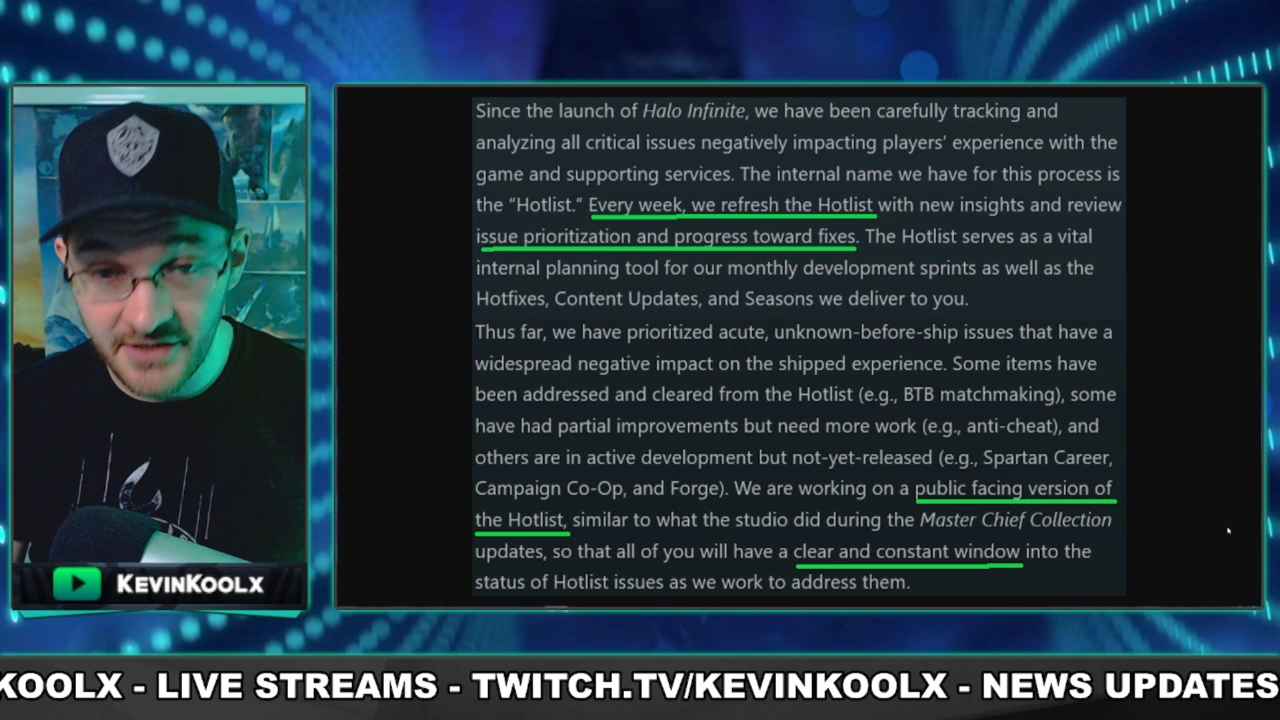 Since the launch of Halo Infinite, we have been carefully tracking and
analyzing all critical issues negatively impacting players' experience with the
game and supporting services. The internal name we have for this process is
the “Hotlist.” Every week, we refresh the Hotlist with new insights and review
issue prioritization and progress toward fixes. The Hotlist serves as a vital
internal planning tool for our monthly development sprints as well as the
Hotfixes, Content Updates, and Seasons we deliver to you.
Thus far, we have prioritized acute, unknown-before-ship issues that have a
widespread negative impact on the shipped experience. Some items have
been addressed and cleared from the Hotlist (e.g., BTB matchmaking), some
have had partial improvements but need more work (e.g., anti-cheat), and
others are in active development but not-yet-released (e.g., Spartan Career,
Campaign Co-Op, and Forge). We are working on a public facing version of
the Hotlist, similar to what the studio did during the Master Chief Collection
updates, so that all of you will have a clear and constant window into the
status of Hotlist issues as we work to address them.
KEVINKOOLX
KOOLX - LIVE STREAMS - TWITCH.TV/KEVINKOOLX - NEWS UPDATES